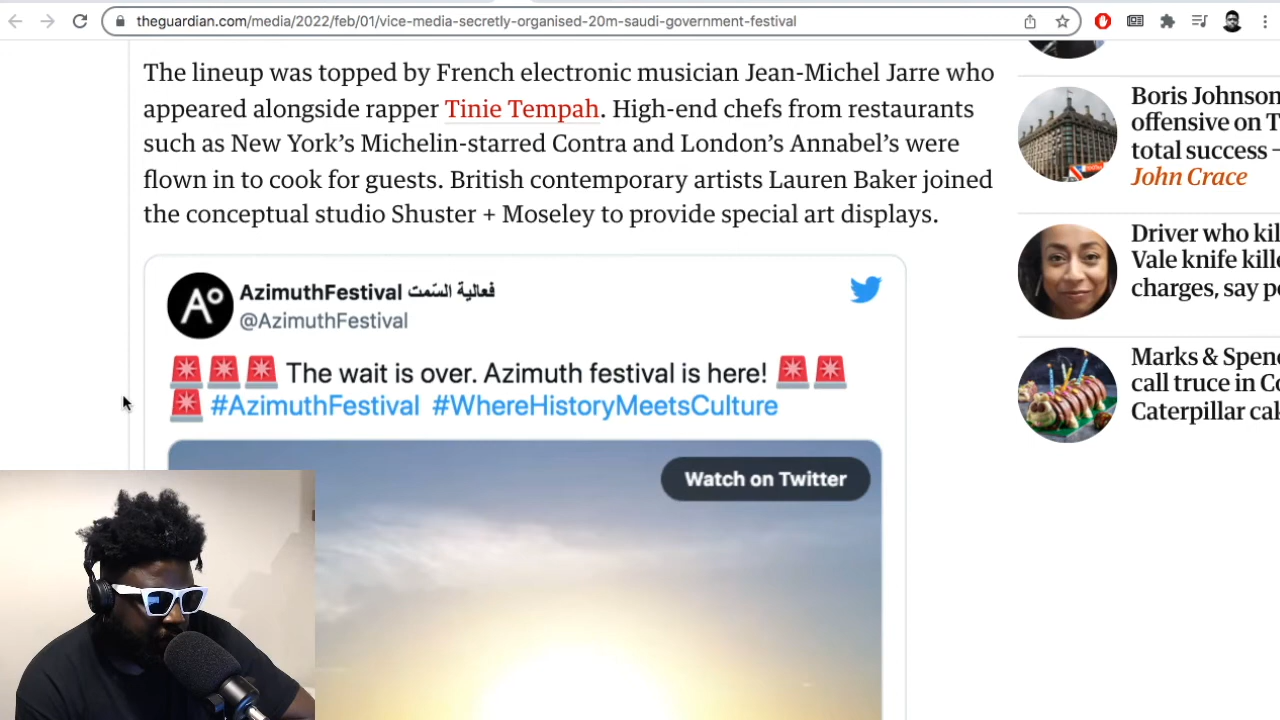 theguardian.com/media/2022/feb/01/vice-media-secretly-organised-20m-saudi-government-festival
The lineup was topped by French electronic musician Jean-Michel Jarre who
appeared alongside rapper Tinie Tempah. High-end chefs from restaurants
such as New York’s Michelin-starred Contra and London’s Annabel’s were
flown in to cook for guests. British contemporary artists Lauren Baker joined
the conceptual studio Shuster + Moseley to provide special art displays.
A°
AzimuthFestival فعالية السّمت
@AzimuthFestival
The wait is over. Azimuth festival is here!
#AzimuthFestival #WhereHistoryMeetsCulture
Watch on Twitter
Boris Johnson
offensive on T
total success –
John Crace
Driver who kil
Vale knife kille
charges, say po
Marks & Spen
call truce in Co
Caterpillar cak